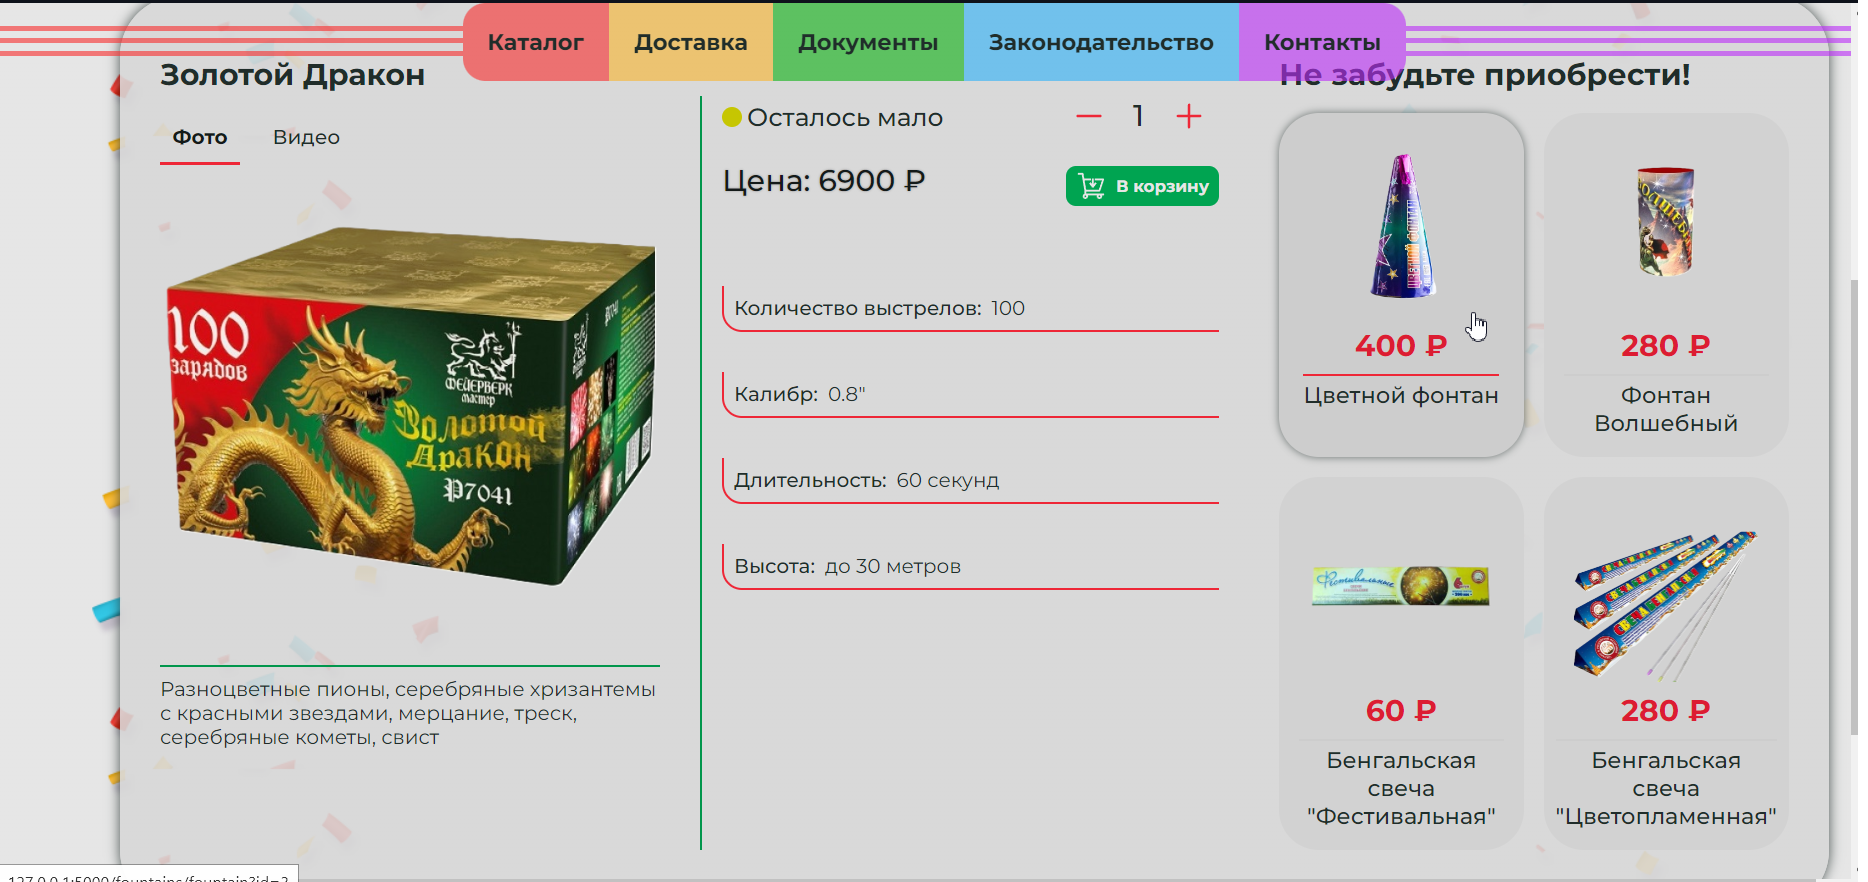 Каталог
Доставка
Документы
Законодательство
Контакты
Золотой Дракон
Фото
Видео
100
зарядов
ФЕЙЕРВЕРК
мастер
Золотой
Дракон
Р7041
Разноцветные пионы, серебряные хризантемы
с красными звездами, мерцание, треск,
серебряные кометы, свист
Осталось мало
1
Цена: 6900 ₽
В корзину
Количество выстрелов: 100
Калибр: 0.8"
Длительность: 60 секунд
Высота: до 30 метров
Не забудьте приобрести!
400 ₽
Цветной фонтан
280 ₽
Фонтан
Волшебный
Фестивальные
60 ₽
Бенгальская
свеча
"Фестивальная"
280 ₽
Бенгальская
свеча
"Цветопламенная"
127.0.0.1:5000/fountains/fountain?id=2